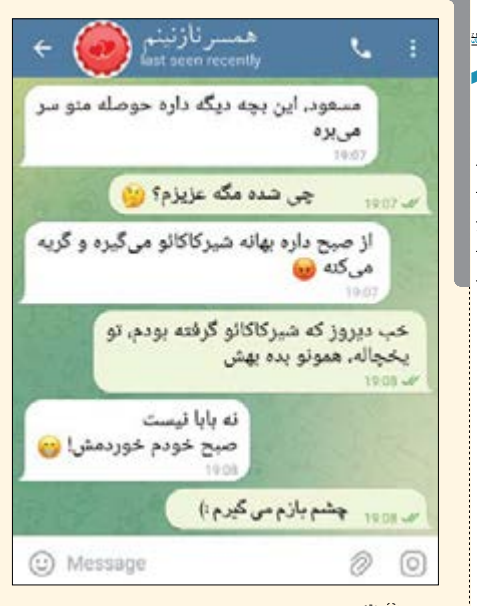 همسر نازنینم
last seen recently
مسعود، این بچه دیگه داره حوصله منو سر
می‌بره
19:07
چی شده مگه عزیزم؟ 🤔
19:07
از صبح داره بهانه شیرکاکائو می‌گیره و گریه
می‌کنه 😡
19:07
خب دیروز که شیرکاکائو گرفته بودم، تو
یخچاله، همونو بده بهش
19:08
نه بابا نیست
صبح خودم خوردمش! 😁
19:08
چشم بازم می گیرم :)
19:08
Message